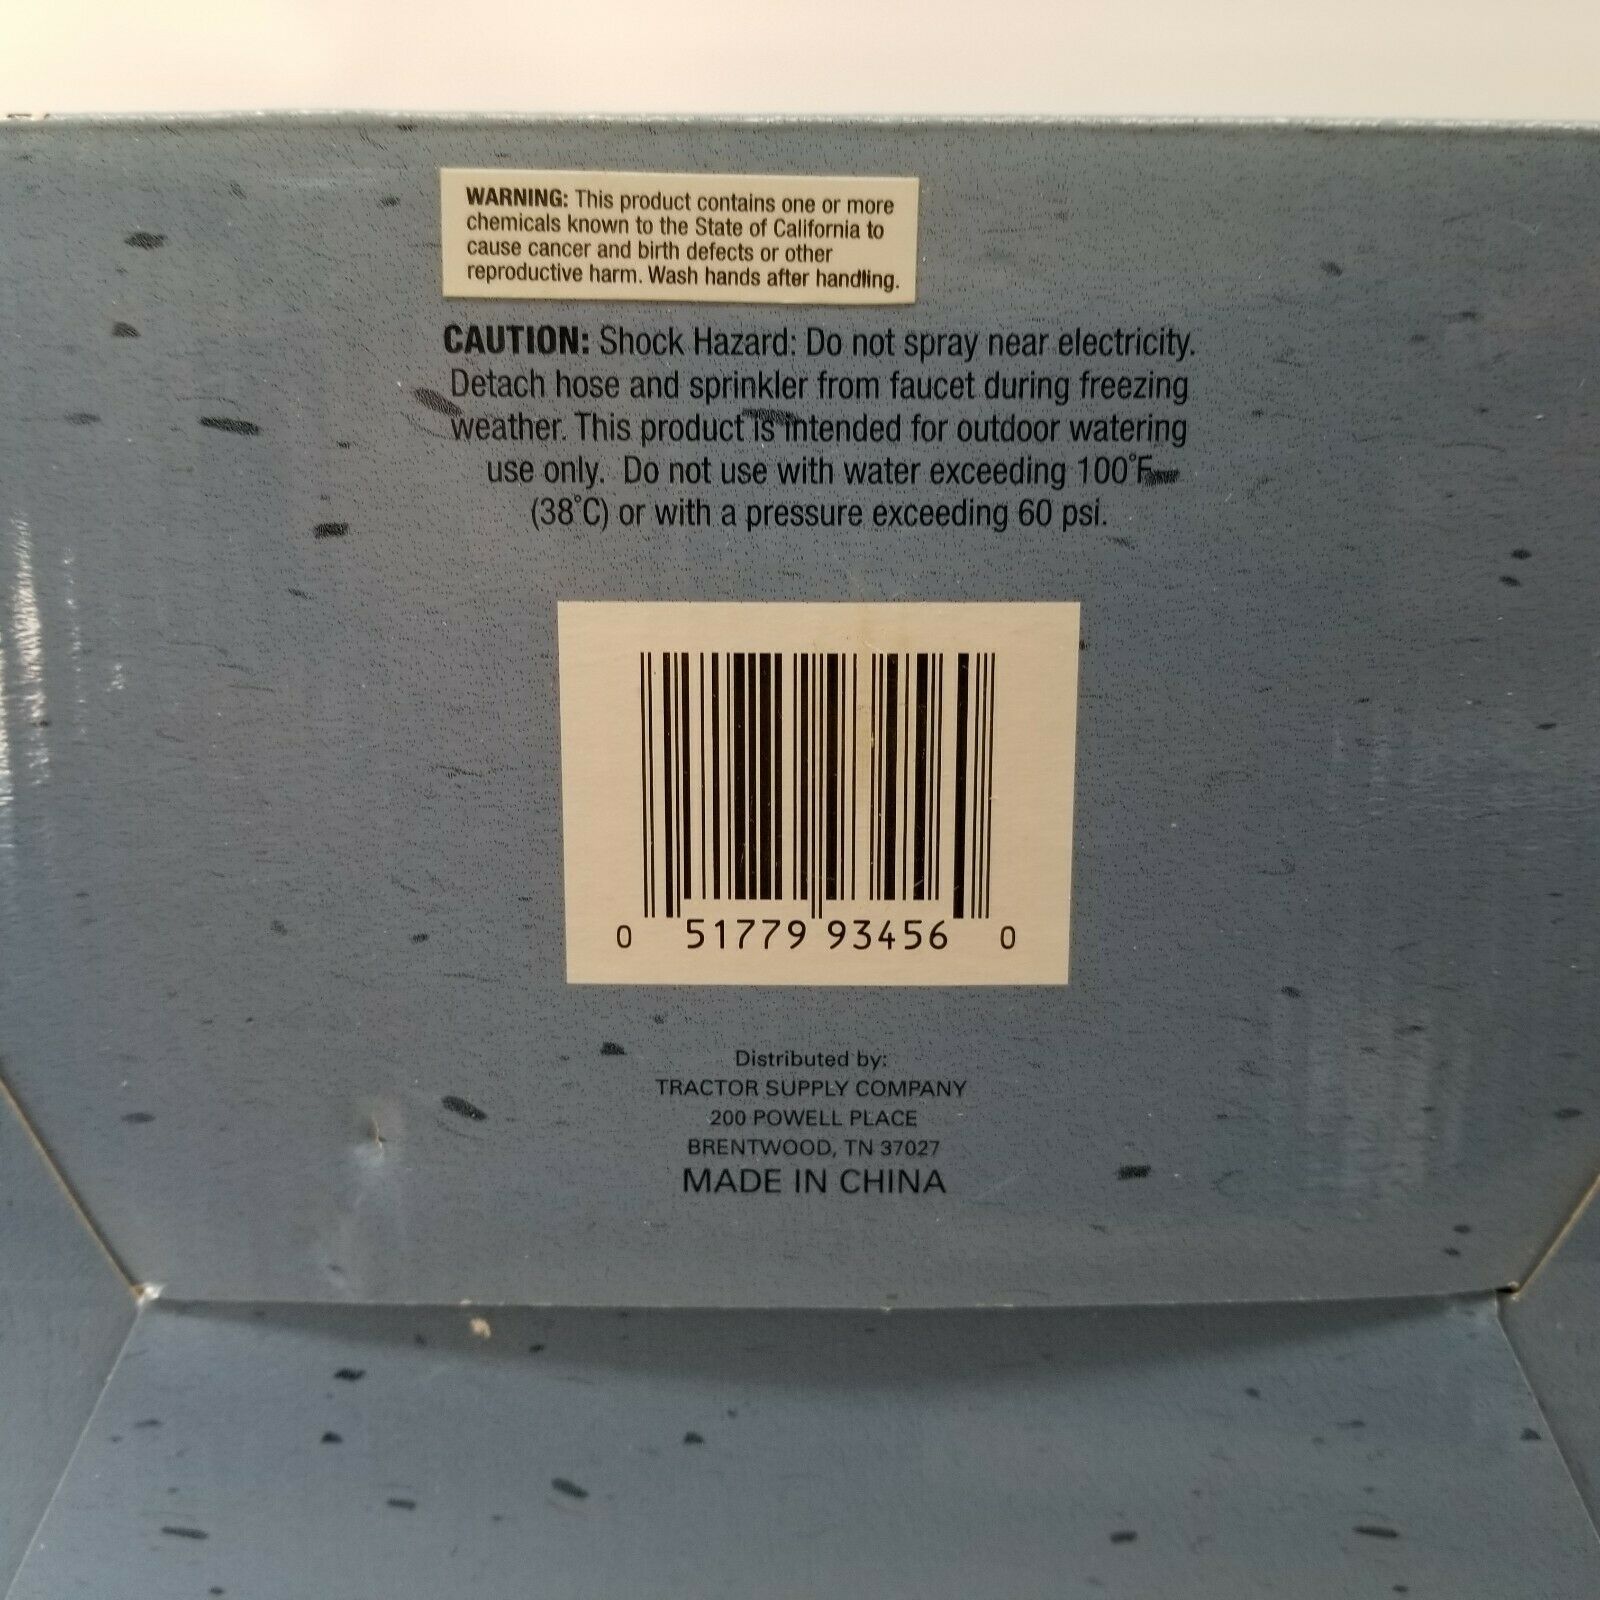 WARNING: This product contains one or more
chemicals known to the State of California to
cause cancer and birth defects or other
reproductive harm. Wash hands after handling.
CAUTION: Shock Hazard: Do not spray near electricity.
Detach hose and sprinkler from faucet during freezing
weather. This product is intended for outdoor watering
use only. Do not use with water exceeding 100°F
(38°C) or with a pressure exceeding 60 psi.
0 51779 93456 0
Distributed by:
TRACTOR SUPPLY COMPANY
200 POWELL PLACE
BRENTWOOD, TN 37027
MADE IN CHINA